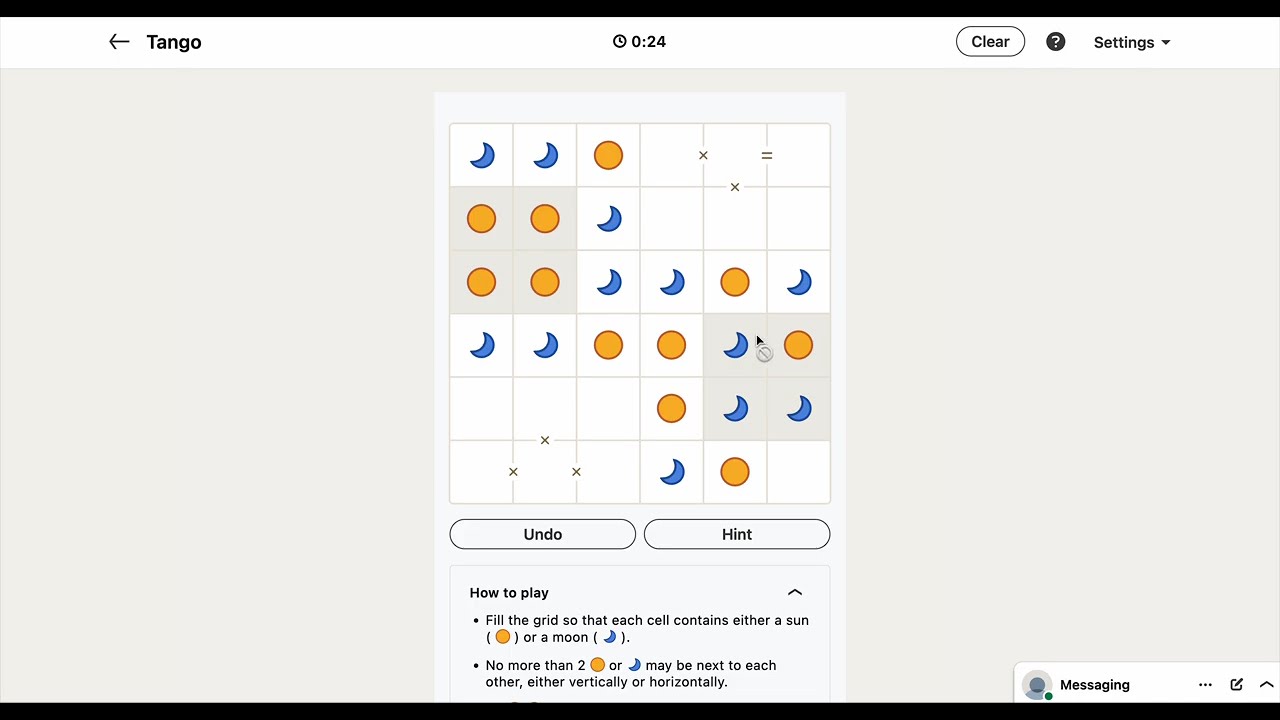 Tango
0:24
Clear
?
Settings
× =
×
×
× ×
Undo
Hint
How to play
• Fill the grid so that each cell contains either a sun
( ) or a moon ( ).
• No more than 2 or may be next to each
other, either vertically or horizontally.
Messaging